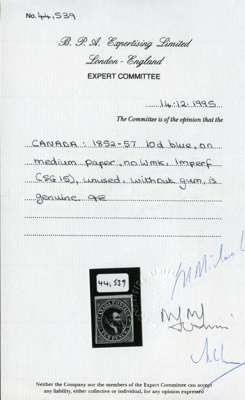 No. 44,539
B. P. A. Expertising Limited
London - England
EXPERT COMMITTEE
14.12.1995
The Committee is of the opinion that the
CANADA: 1852-57 10d blue, on
medium paper, no wmk. Imperf
(SG 15), unused, without gum, is
genuine.
44,539
Neither the Company nor the members of the Expert Committee can accept
any liability, either collective or individual, for any opinion expressed